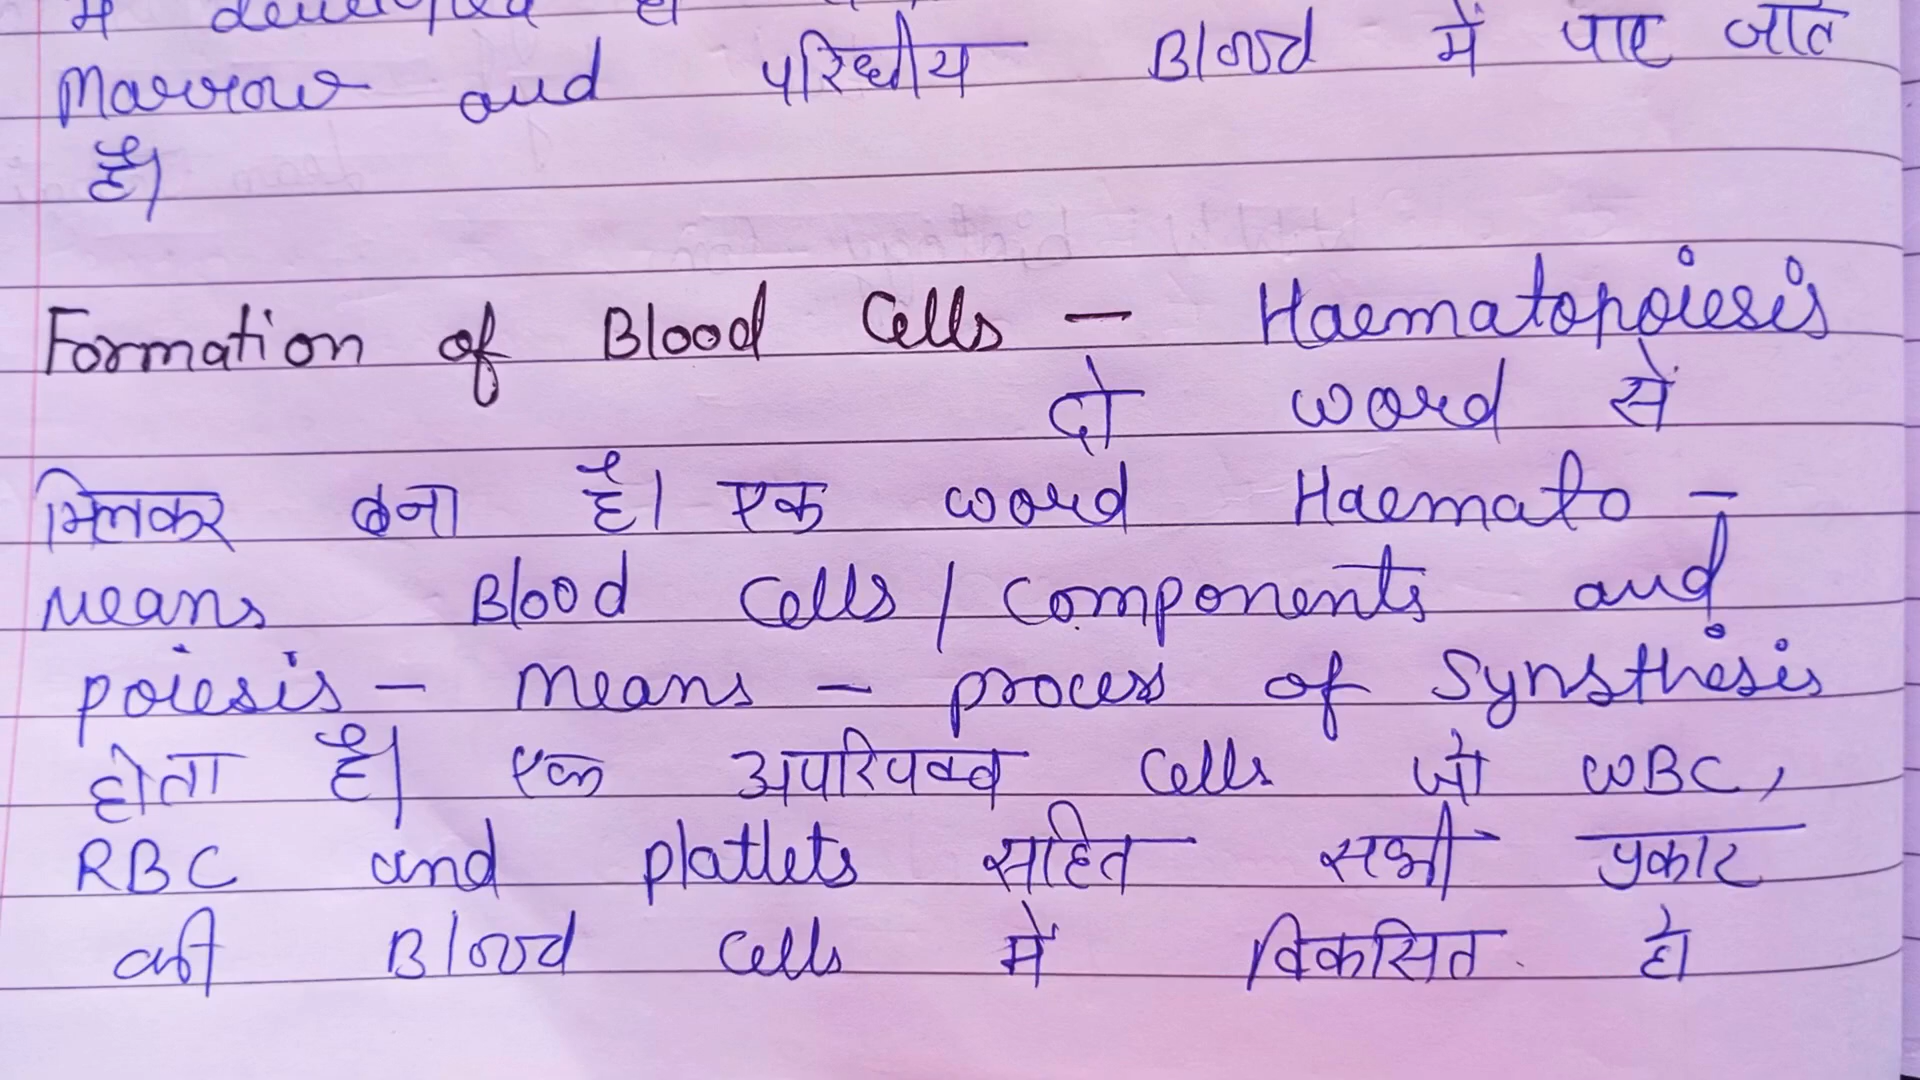 में developed हो
Marrow and परिधीय Blood में पाए जाते
है।
Formation of Blood Cells — Haematopoiesis
दो word से
मिलकर बना है। एक word Haemato —
means Blood Cells / Components and
poiesis — means — process of Synsthesis
होता है। एक अपरिपक्व Cells जो WBC,
RBC and platlets सहित सभी प्रकार
की Blood Cells में विकसित हो